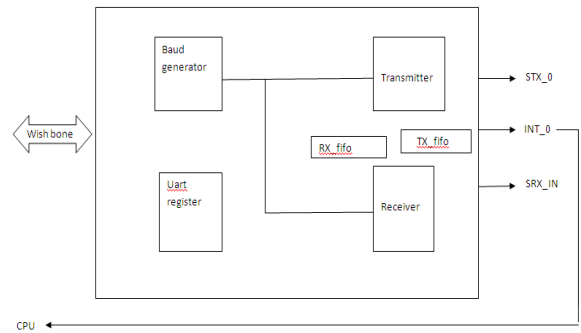 Baud
generator
Transmitter
STX_0
Wish bone
INT_0
RX_fifo
TX_fifo
Uart
register
Receiver
SRX_IN
CPU